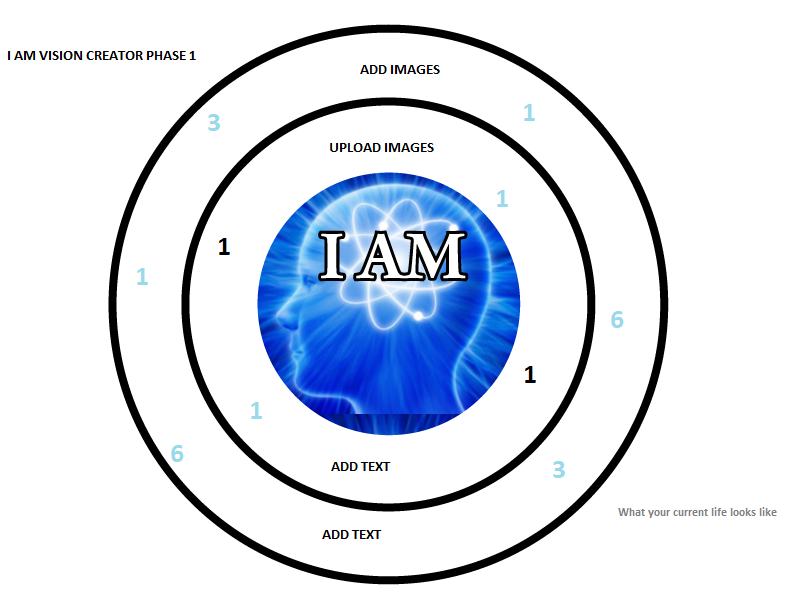 I AM VISION CREATOR PHASE 1
ADD IMAGES
3
1
UPLOAD IMAGES
1
1
I AM
1
6
1
1
6
ADD TEXT
3
What your current life looks like
ADD TEXT